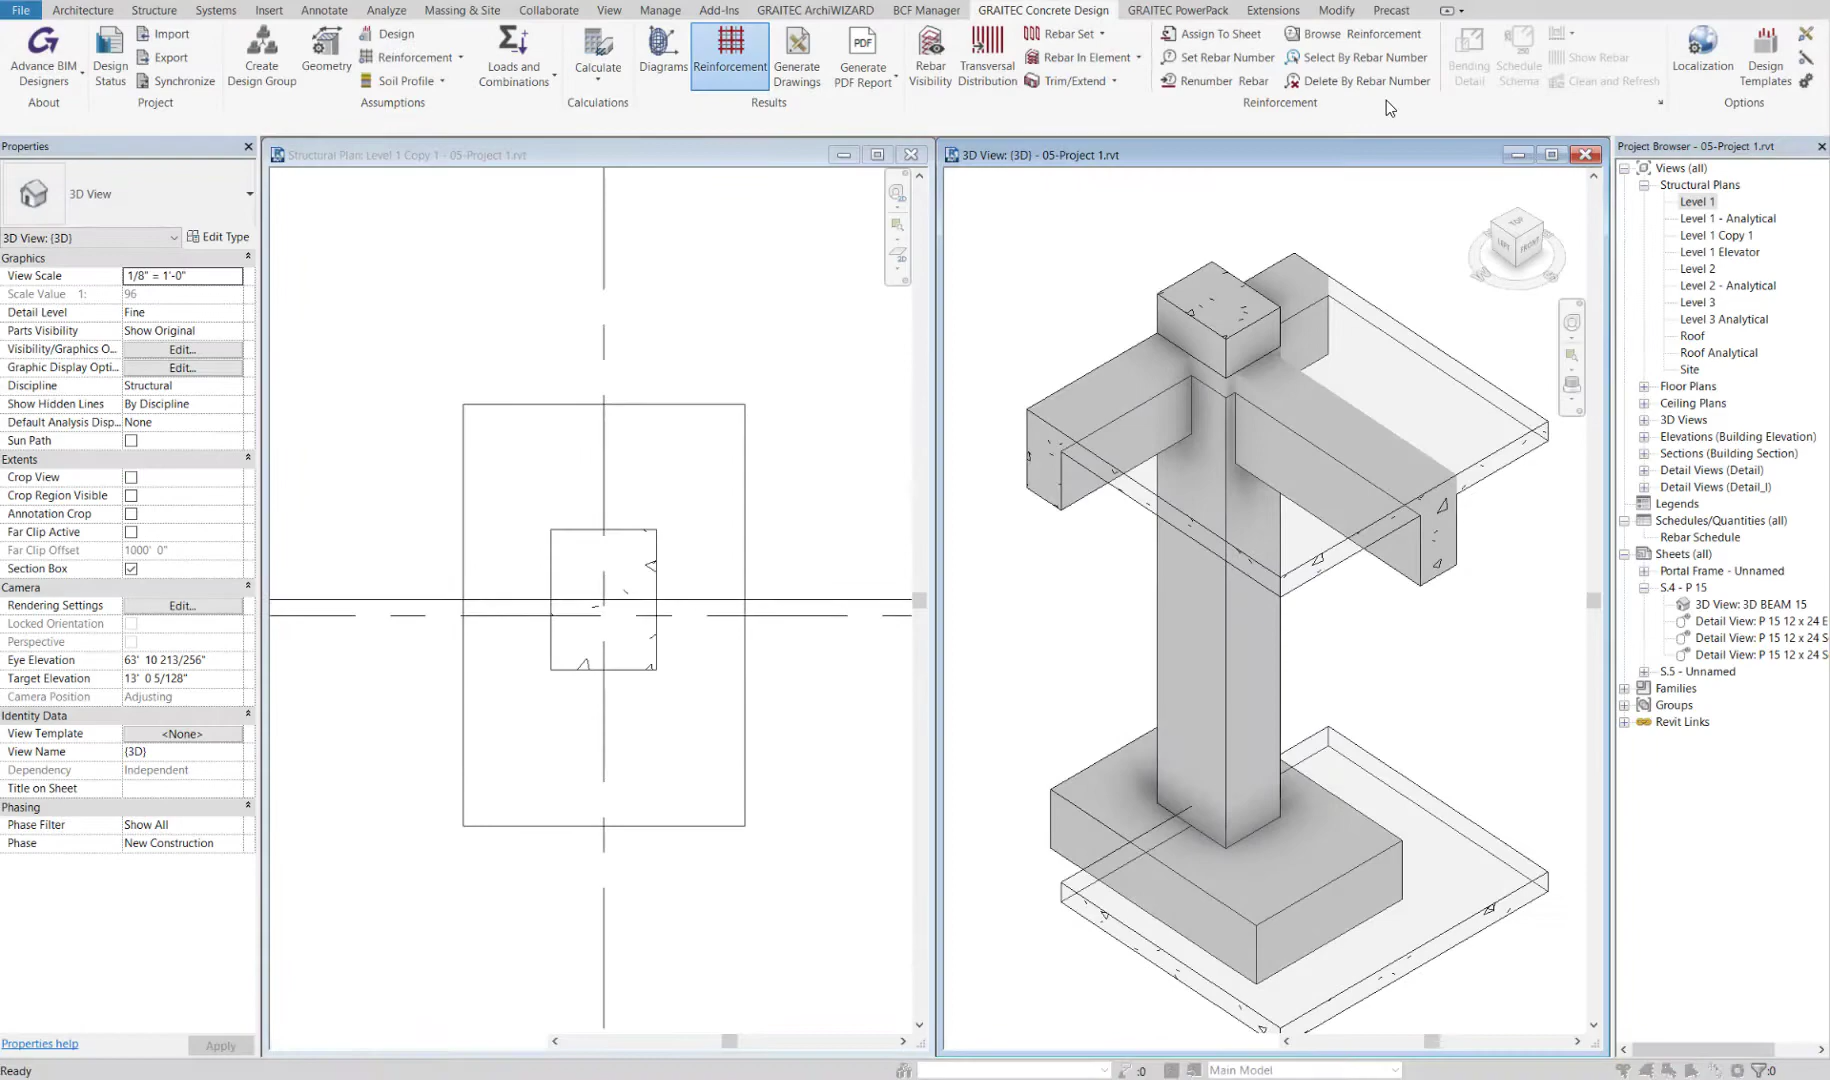 File Architecture Structure Systems Insert Annotate Analyze Massing & Site Collaborate View Manage Add-Ins GRAITEC ArchiWIZARD BCF Manager GRAITEC Concrete Design GRAITEC PowerPack Extensions Modify Precast
Advance BIM Designers
About
Design Status
Import
Export
Synchronize
Project
Create Design Group
Geometry
Design
Reinforcement
Soil Profile
Assumptions
Loads and Combinations
Calculate
Calculations
Diagrams
Reinforcement
Generate Drawings
PDF
Generate PDF Report
Results
Rebar Visibility
Transversal Distribution
Rebar Set
Rebar In Element
Trim/Extend
Assign To Sheet
Set Rebar Number
Renumber Rebar
Browse Reinforcement
Select By Rebar Number
Delete By Rebar Number
Reinforcement
Bending Detail
Schedule Schema
Show Rebar
Clean and Refresh
Localization
Design Templates
Options
Properties
3D View
3D View: {3D} Edit Type
Graphics
View Scale 1/8" = 1'-0"
Scale Value 1: 96
Detail Level Fine
Parts Visibility Show Original
Visibility/Graphics O... Edit...
Graphic Display Opti... Edit...
Discipline Structural
Show Hidden Lines By Discipline
Default Analysis Disp... None
Sun Path
Extents
Crop View
Crop Region Visible
Annotation Crop
Far Clip Active
Far Clip Offset 1000' 0"
Section Box
Camera
Rendering Settings Edit...
Locked Orientation
Perspective
Eye Elevation 63' 10 213/256"
Target Elevation 13' 0 5/128"
Camera Position Adjusting
Identity Data
View Template <None>
View Name {3D}
Dependency Independent
Title on Sheet
Phasing
Phase Filter Show All
Phase New Construction
Properties help Apply
Ready
Structural Plan: Level 1 Copy 1 - 05-Project 1.rvt
3D View: {3D} - 05-Project 1.rvt
TOP
LEFT FRONT
Project Browser - 05-Project 1.rvt
Views (all)
Structural Plans
Level 1
Level 1 - Analytical
Level 1 Copy 1
Level 1 Elevator
Level 2
Level 2 - Analytical
Level 3
Level 3 Analytical
Roof
Roof Analytical
Site
Floor Plans
Ceiling Plans
3D Views
Elevations (Building Elevation)
Sections (Building Section)
Detail Views (Detail)
Detail Views (Detail_I)
Legends
Schedules/Quantities (all)
Rebar Schedule
Sheets (all)
Portal Frame - Unnamed
S.4 - P 15
3D View: 3D BEAM 15
Detail View: P 15 12 x 24 E
Detail View: P 15 12 x 24 S
Detail View: P 15 12 x 24 S
S.5 - Unnamed
Families
Groups
Revit Links
:0 Main Model :0